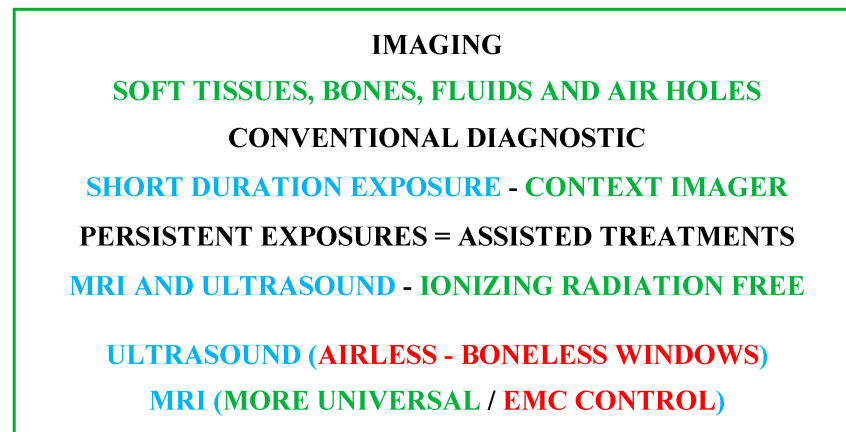 IMAGING
SOFT TISSUES, BONES, FLUIDS AND AIR HOLES
CONVENTIONAL DIAGNOSTIC
SHORT DURATION EXPOSURE - CONTEXT IMAGER
PERSISTENT EXPOSURES = ASSISTED TREATMENTS
MRI AND ULTRASOUND - IONIZING RADIATION FREE
ULTRASOUND (AIRLESS - BONELESS WINDOWS)
MRI (MORE UNIVERSAL / EMC CONTROL)